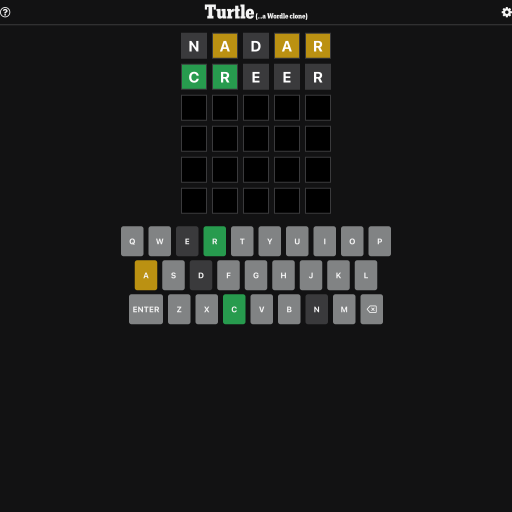 Turtle (...a Wordle clone)
N A D A R
C R E E R
Q W E R T Y U I O P
A S D F G H J K L
ENTER Z X C V B N M